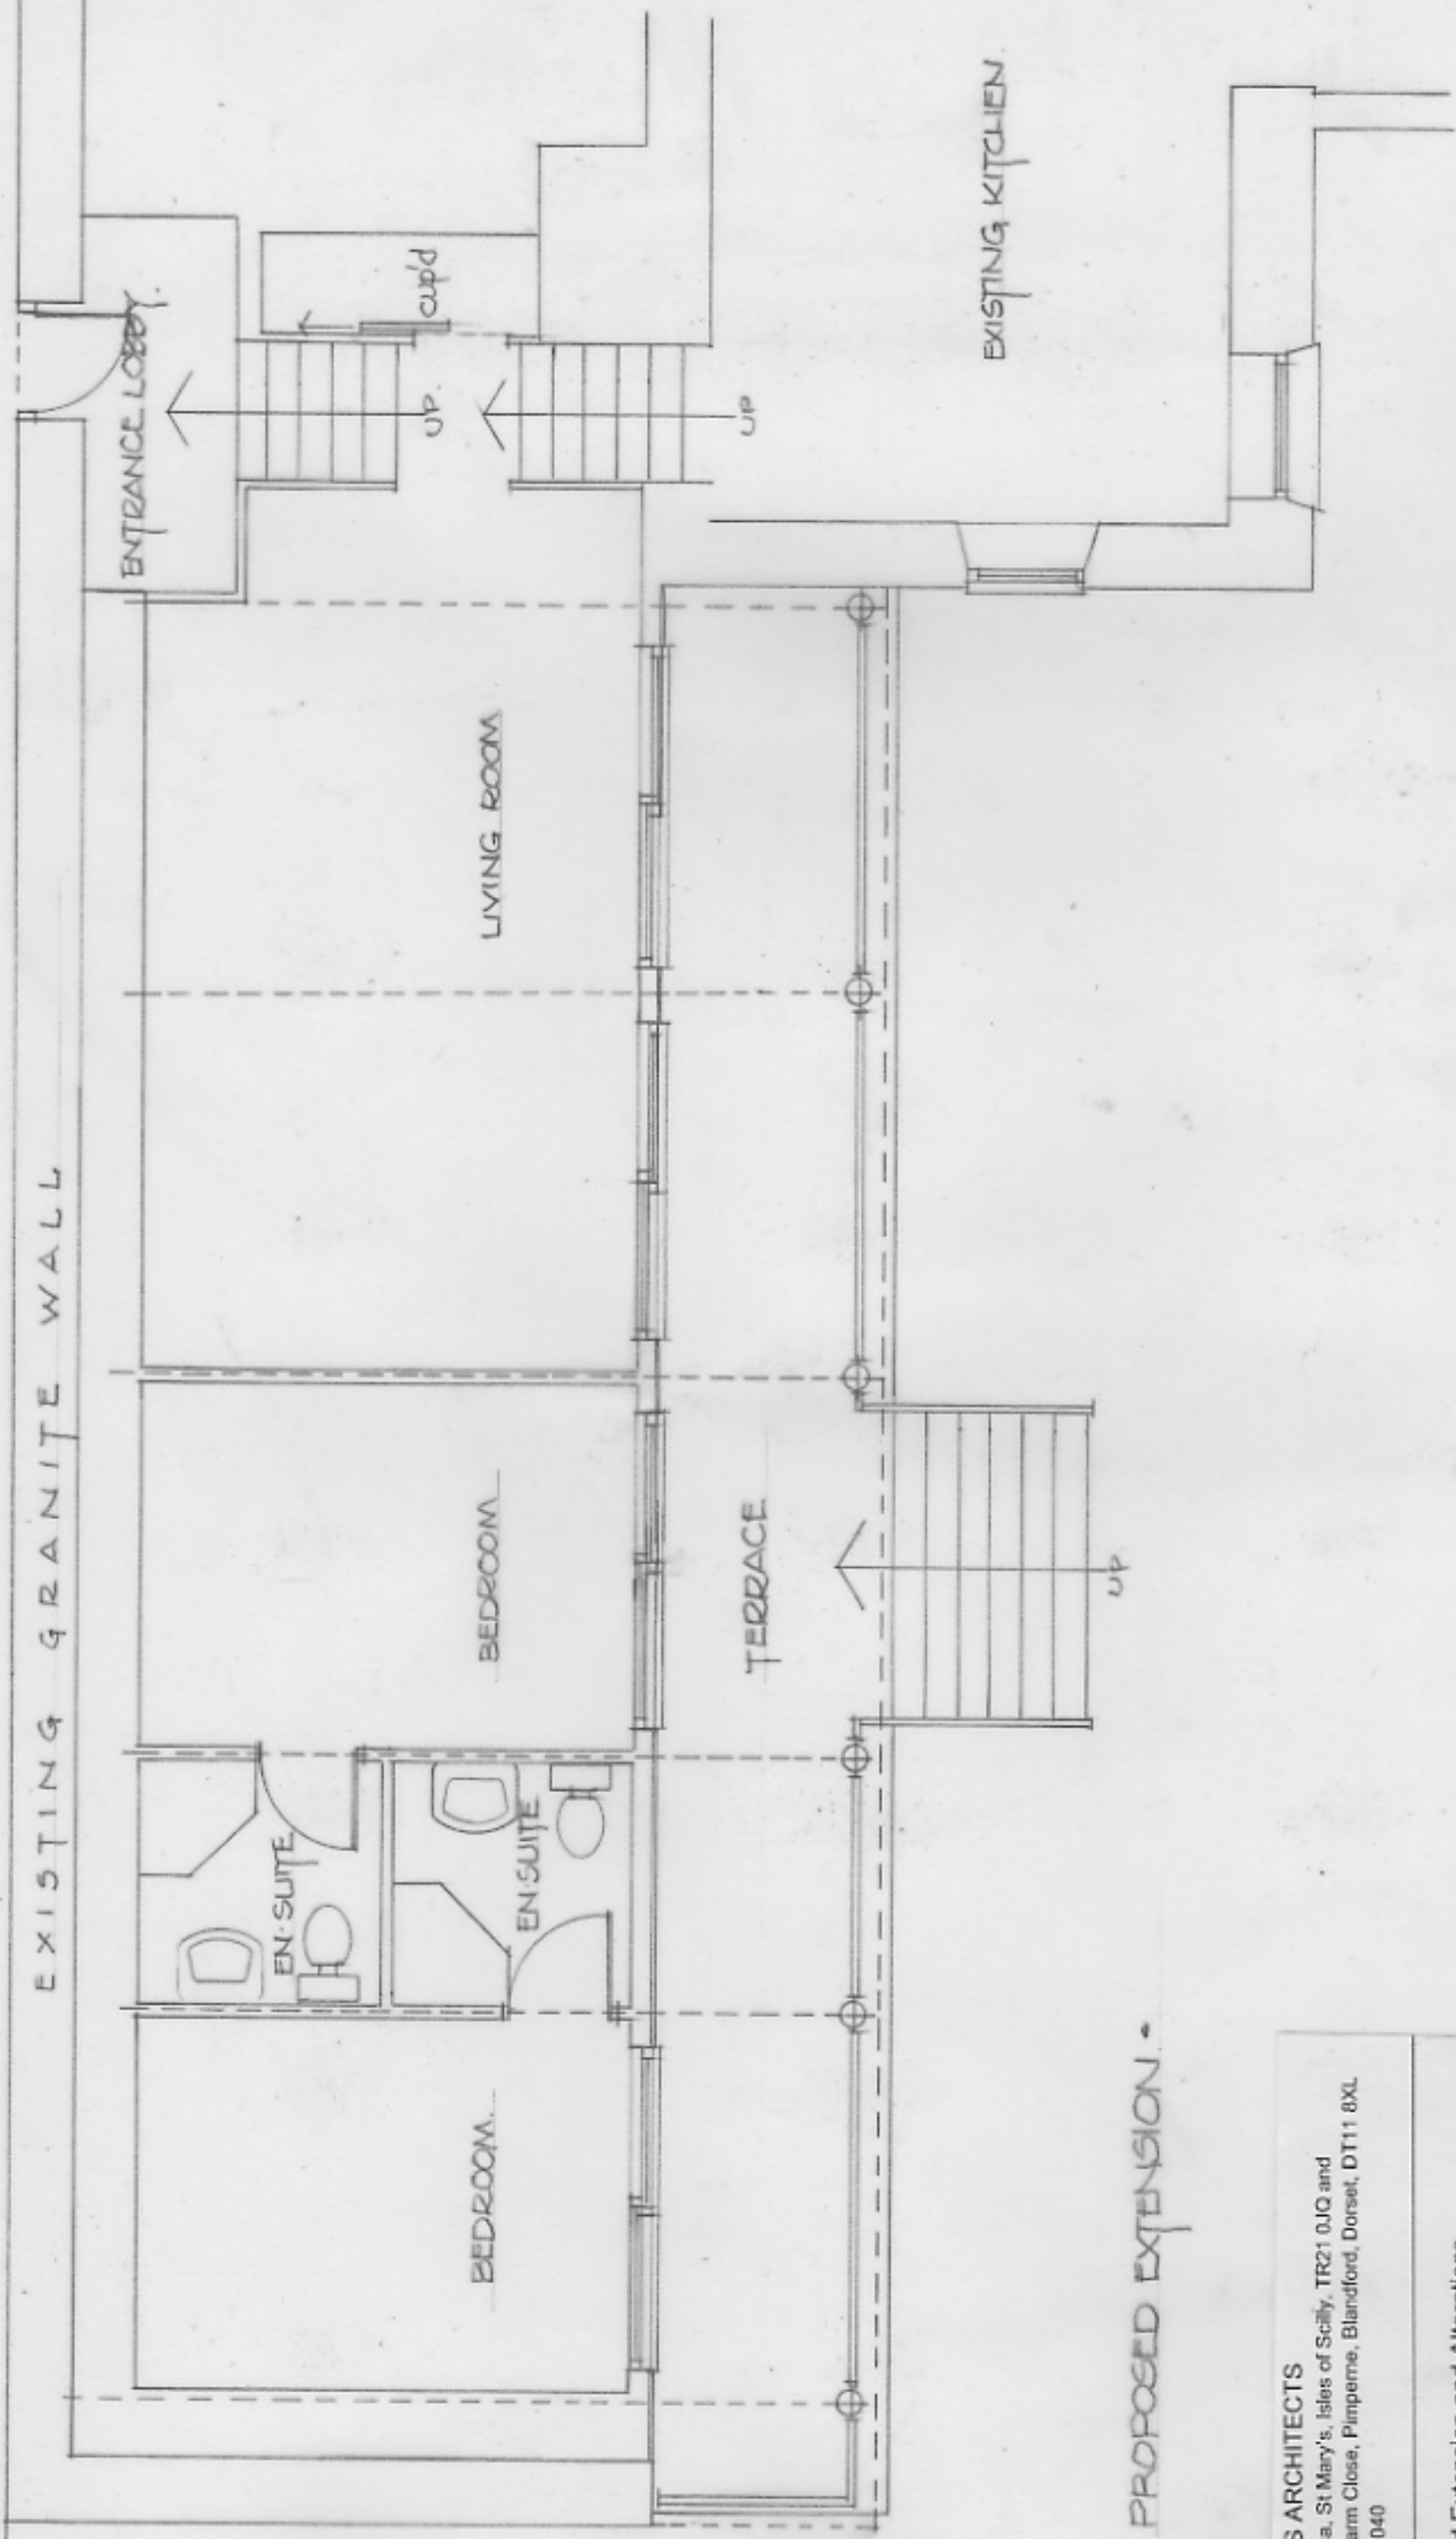 EXISTING GRANITE WALL
ENTRANCE LOBBY.
cup'd
UP.
UP
EXISTING KITCHEN.
LIVING ROOM
BEDROOM
EN·SUITE
EN·SUITE
BEDROOM.
TERRACE
UP
PROPOSED EXTENSION.
ARCHITECTS
St Mary's, Isles of Scilly, TR21 0JQ and
Close, Pimperne, Blandford, Dorset, DT11 8XL
040